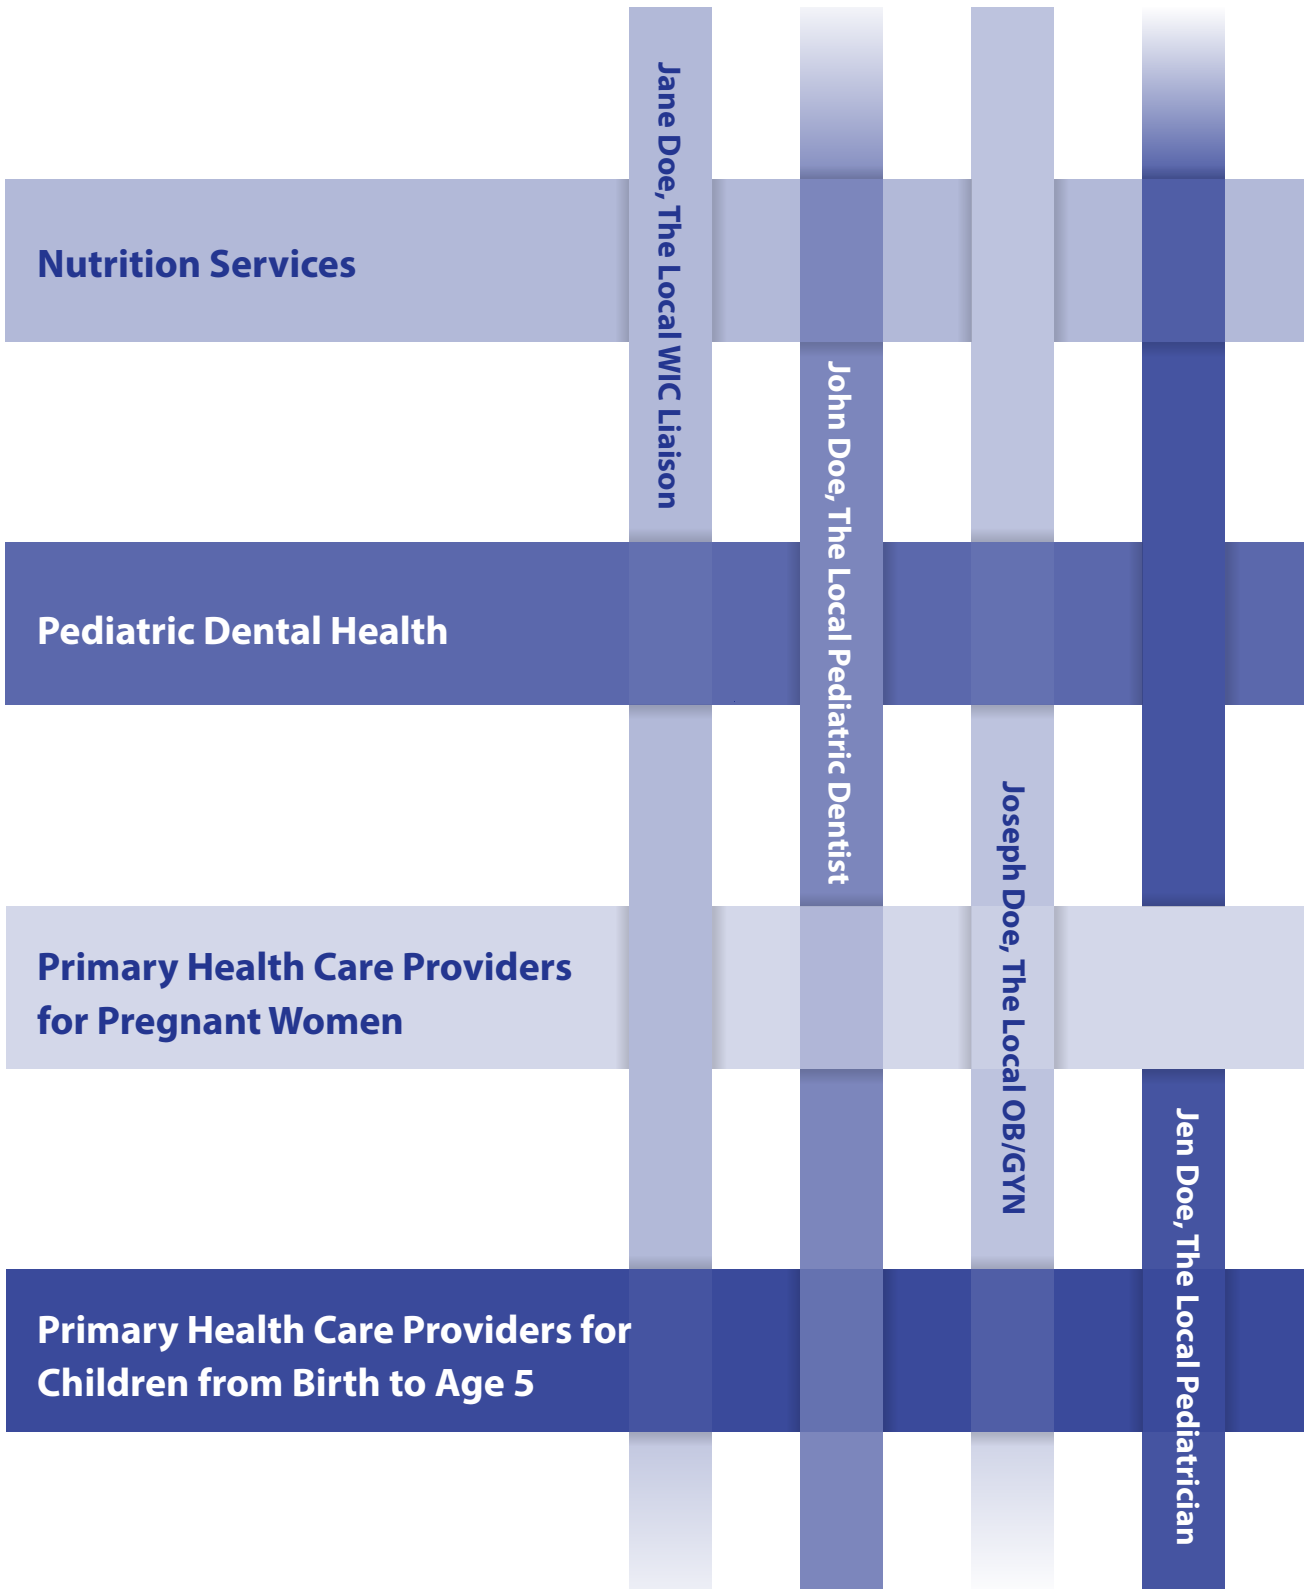 Jane Doe, The Local WIC Liaison
Nutrition Services
John Doe, The Local Pediatric Dentist
Pediatric Dental Health
Joseph Doe, The Local OB/GYN
Primary Health Care Providers
for Pregnant Women
Jen Doe, The Local Pediatrician
Primary Health Care Providers for
Children from Birth to Age 5